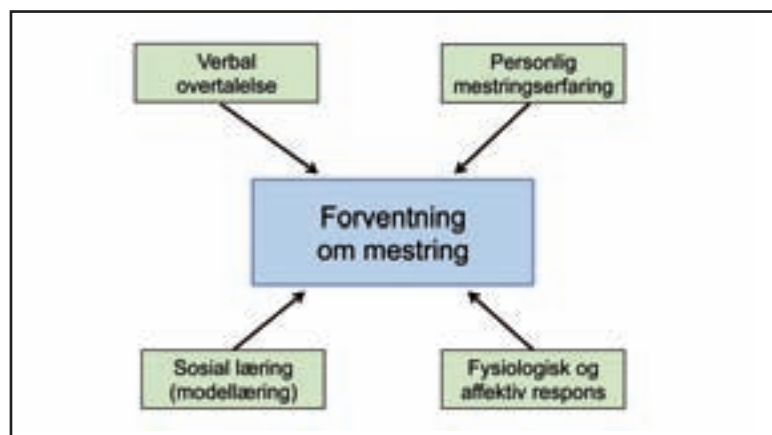 Verbal
overtalelse
Personlig
mestringserfaring
Forventning
om mestring
Sosial læring
(modellæring)
Fysiologisk og
affektiv respons